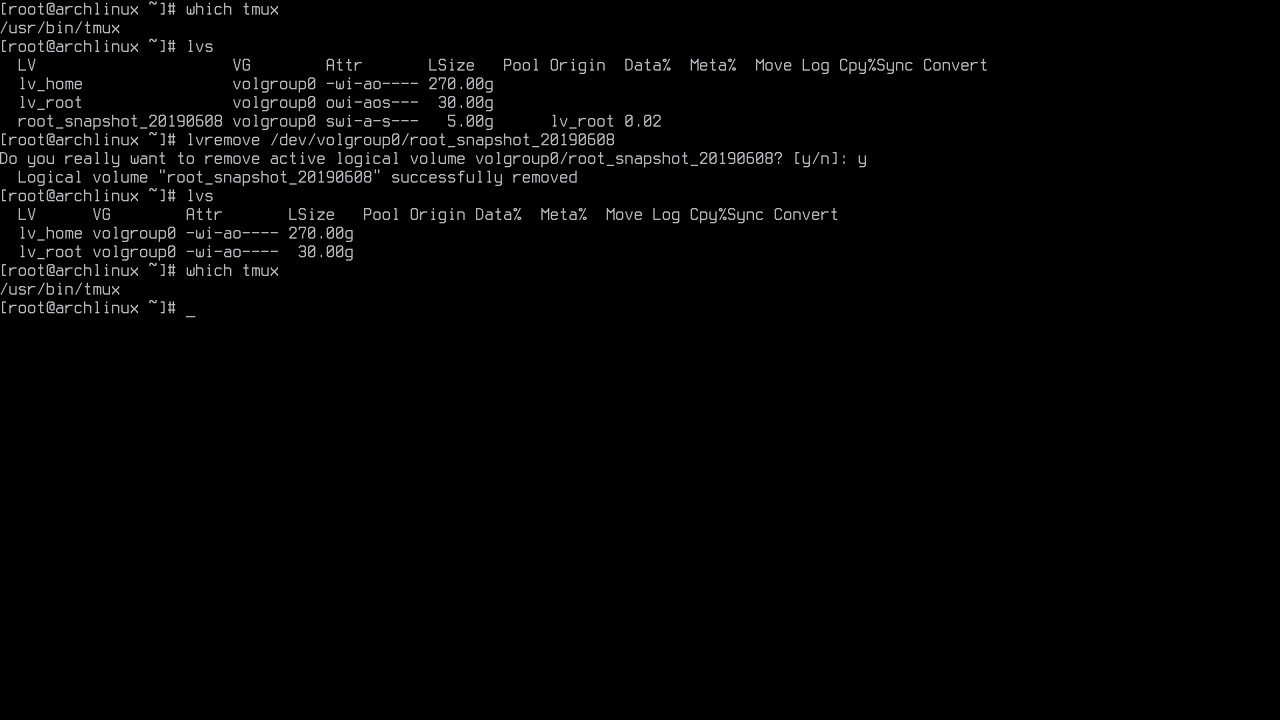 [root@archlinux ~]# which tmux
/usr/bin/tmux
[root@archlinux ~]# lvs
  LV                     VG        Attr       LSize   Pool Origin  Data%  Meta%  Move Log Cpy%Sync Convert
  lv_home                volgroup0 -wi-ao---- 270.00g
  lv_root                volgroup0 owi-aos---  30.00g
  root_snapshot_20190608 volgroup0 swi-a-s---   5.00g      lv_root 0.02
[root@archlinux ~]# lvremove /dev/volgroup0/root_snapshot_20190608
Do you really want to remove active logical volume volgroup0/root_snapshot_20190608? [y/n]: y
  Logical volume "root_snapshot_20190608" successfully removed
[root@archlinux ~]# lvs
  LV      VG        Attr       LSize   Pool Origin Data%  Meta%  Move Log Cpy%Sync Convert
  lv_home volgroup0 -wi-ao---- 270.00g
  lv_root volgroup0 -wi-ao----  30.00g
[root@archlinux ~]# which tmux
/usr/bin/tmux
[root@archlinux ~]# _